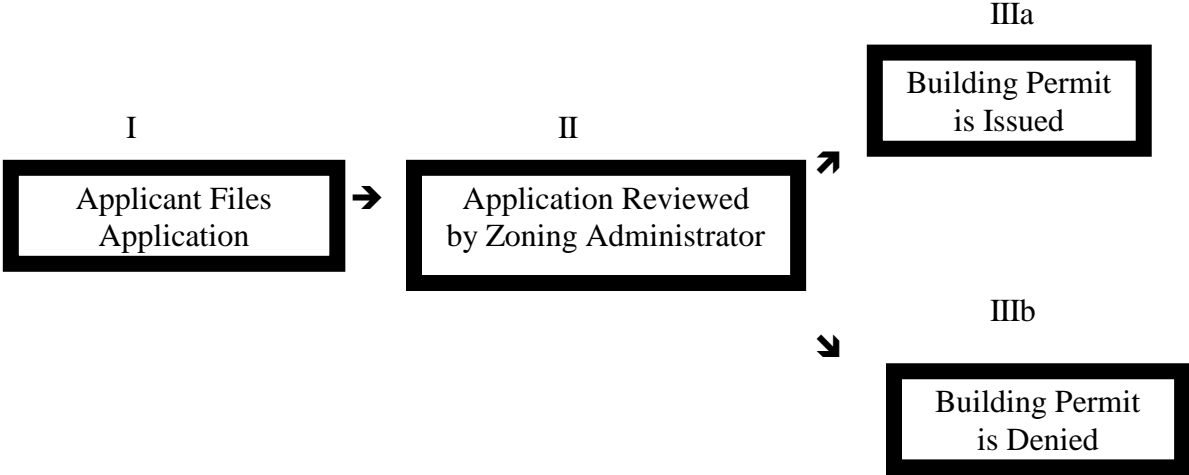 I
Applicant Files
Application
II
Application Reviewed
by Zoning Administrator
IIIa
Building Permit
is Issued
IIIb
Building Permit
is Denied